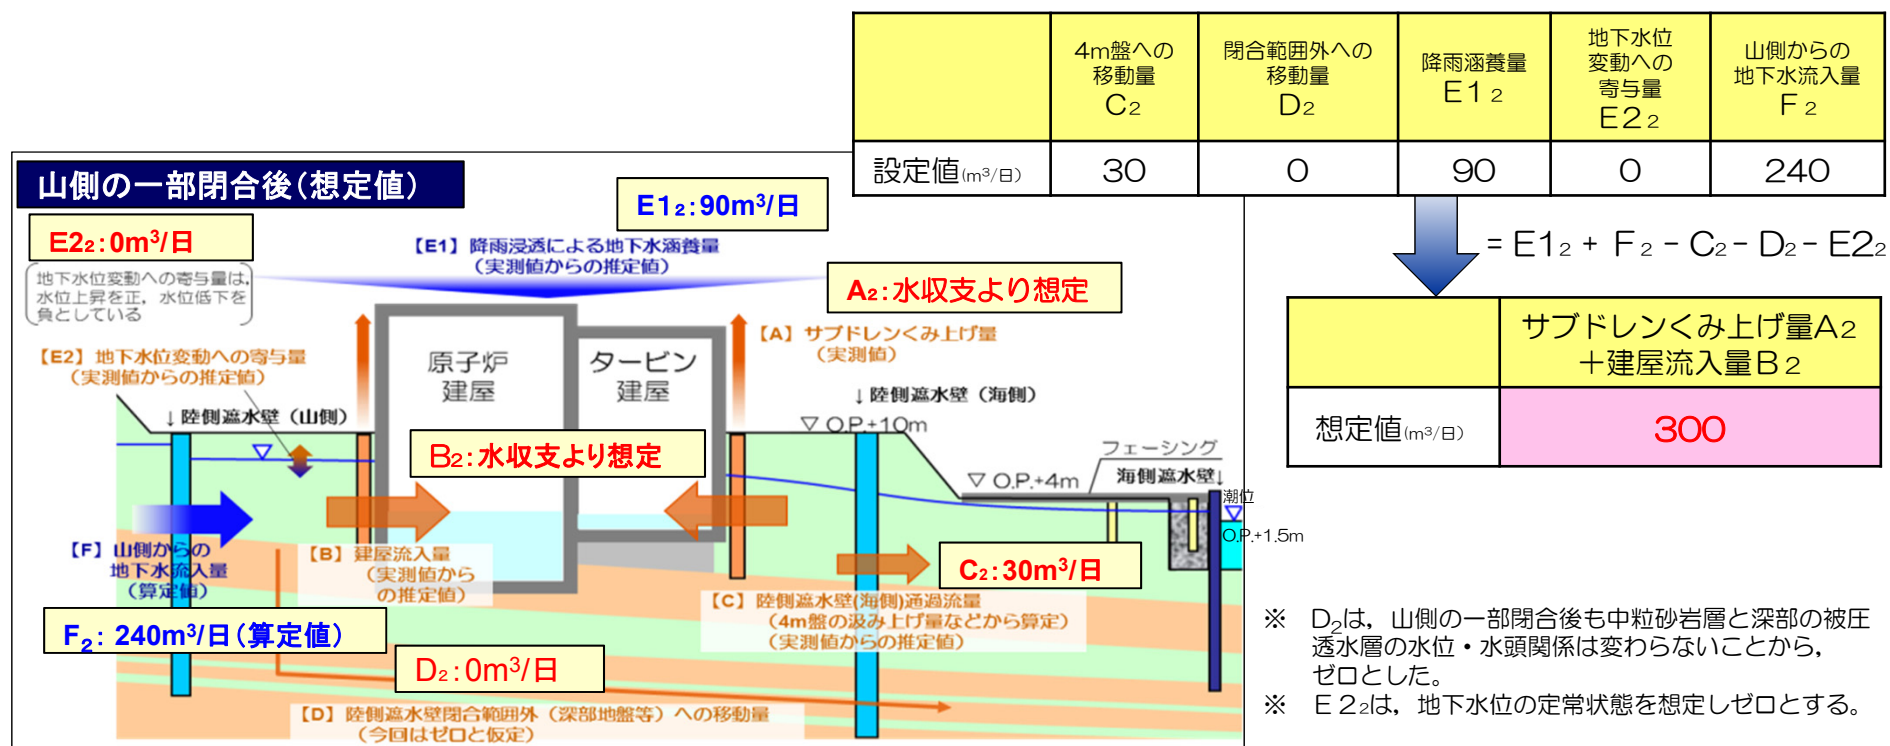 4m盤への
移動量
C₂
閉合範囲外への
移動量
D₂
降雨涵養量
E1₂
地下水位
変動への
寄与量
E2₂
山側からの
地下水流入量
F₂
設定値(m³/日)
30
0
90
0
240
= E1₂ + F₂ - C₂ - D₂ - E2₂
サブドレンくみ上げ量A₂
＋建屋流入量B₂
想定値(m³/日)
300
山側の一部閉合後（想定値）
E1₂：90m³/日
E2₂：0m³/日
【E1】降雨浸透による地下水涵養量
（実測値からの推定値）
地下水位変動への寄与量は，
水位上昇を正，水位低下を
負としている
A₂：水収支より想定
【A】サブドレンくみ上げ量
（実測値）
【E2】地下水位変動への寄与量
（実測値からの推定値）
原子炉
建屋
タービン
建屋
↓陸側遮水壁（山側）
↓陸側遮水壁（海側）
▽ O.P.+10m
B₂：水収支より想定
フェーシング
▽ O.P.+4m
海側遮水壁↓
潮位
O.P.+1.5m
【F】山側からの
地下水流入量
（算定値）
【B】建屋流入量
（実測値から
の推定値）
C₂：30m³/日
【C】陸側遮水壁(海側)通過流量
（4m盤の汲み上げ量などから算定）
（実測値からの推定値）
F₂：240m³/日（算定値）
D₂：0m³/日
【D】陸側遮水壁閉合範囲外（深部地盤等）への移動量
（今回はゼロと仮定）
※ D₂は，山側の一部閉合後も中粒砂岩層と深部の被圧
透水層の水位・水頭関係は変わらないことから，
ゼロとした。
※ E2₂は，地下水位の定常状態を想定しゼロとする。